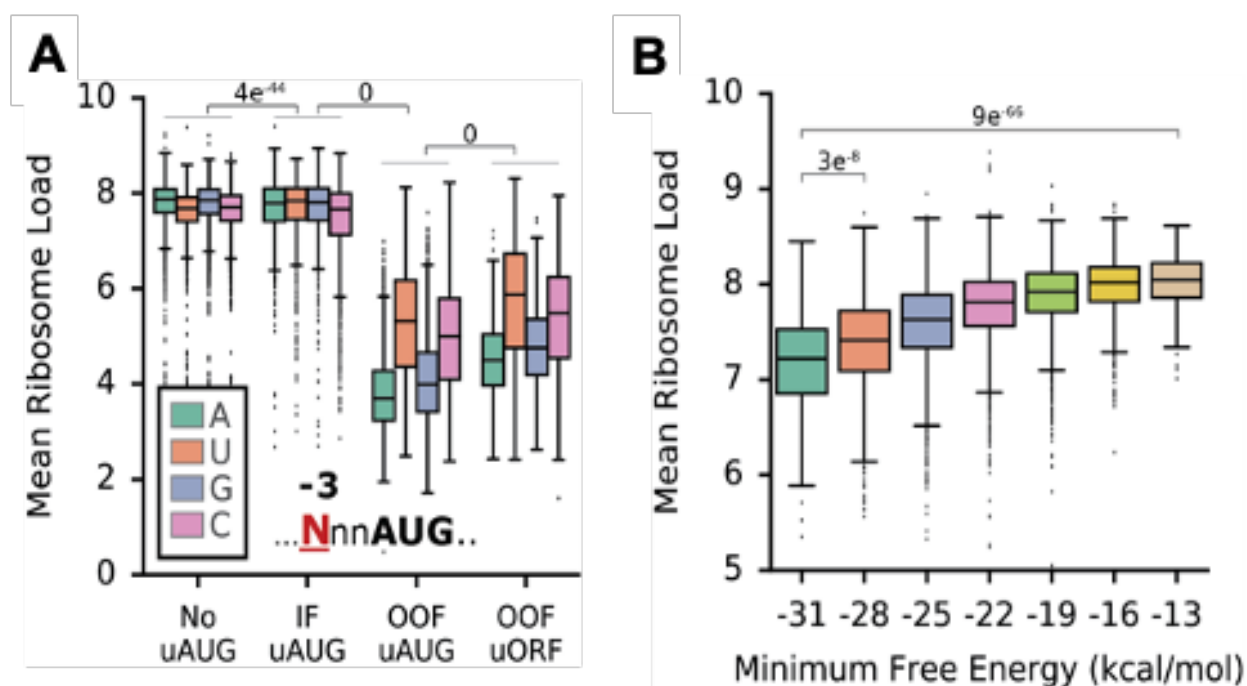 A
Mean Ribosome Load
10
8
6
4
2
0
4e⁻⁴⁴
0
0
A
U
G
C
-3
...NnnAUG..
No uAUG
IF uAUG
OOF uAUG
OOF uORF
B
Mean Ribosome Load
10
9
8
7
6
5
9e⁻⁶⁶
3e⁻⁸
-31 -28 -25 -22 -19 -16 -13
Minimum Free Energy (kcal/mol)